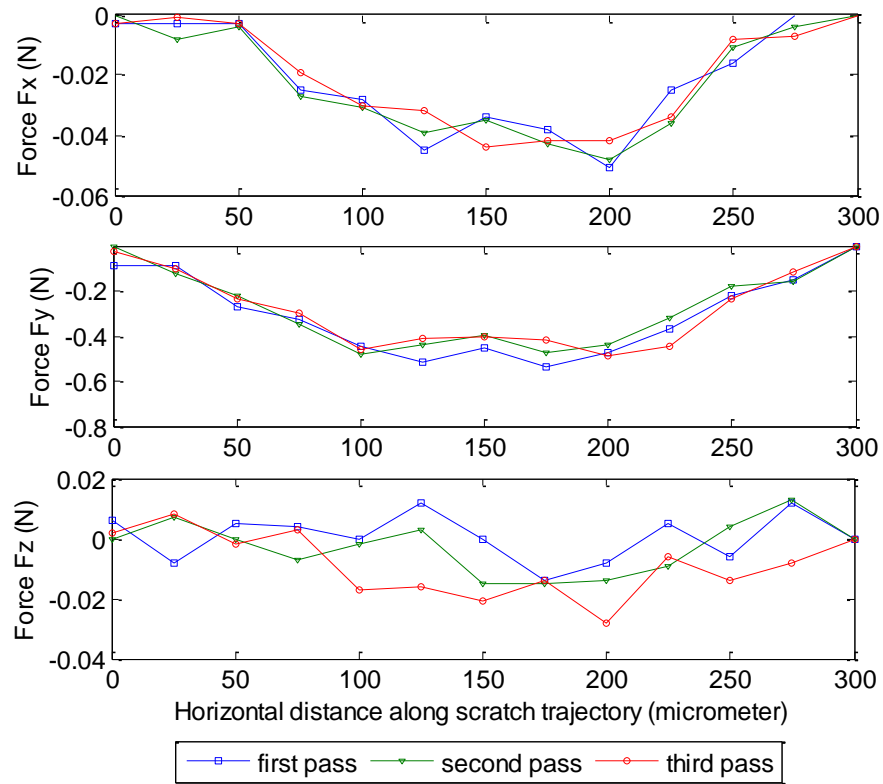 0
-0.02
-0.04
-0.06
Force Fx (N)
0 50 100 150 200 250 300
-0.2
-0.4
-0.6
-0.8
Force Fy (N)
0 50 100 150 200 250 300
0.02
0
-0.02
-0.04
Force Fz (N)
0 50 100 150 200 250 300
Horizontal distance along scratch trajectory (micrometer)
first pass second pass third pass